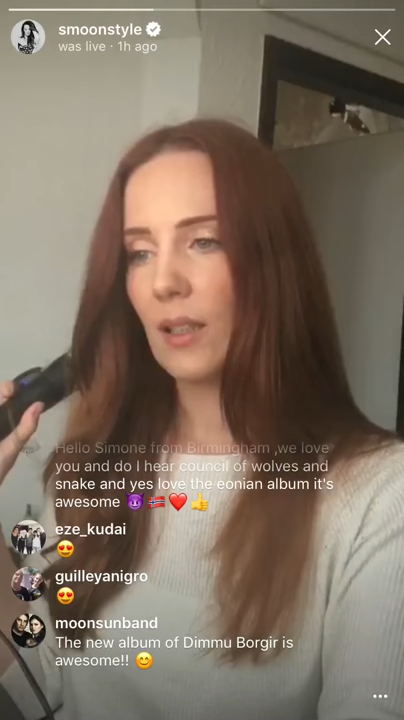 smoonstyle
was live · 1h ago
Hello Simone from Birmingham ,we love
you and do I hear council of wolves and
snake and yes love the eonian album it's
awesome 😈🇳🇴❤️👍
eze_kudai
😍
guilleyanigro
😍
moonsunband
The new album of Dimmu Borgir is
awesome!! 😊